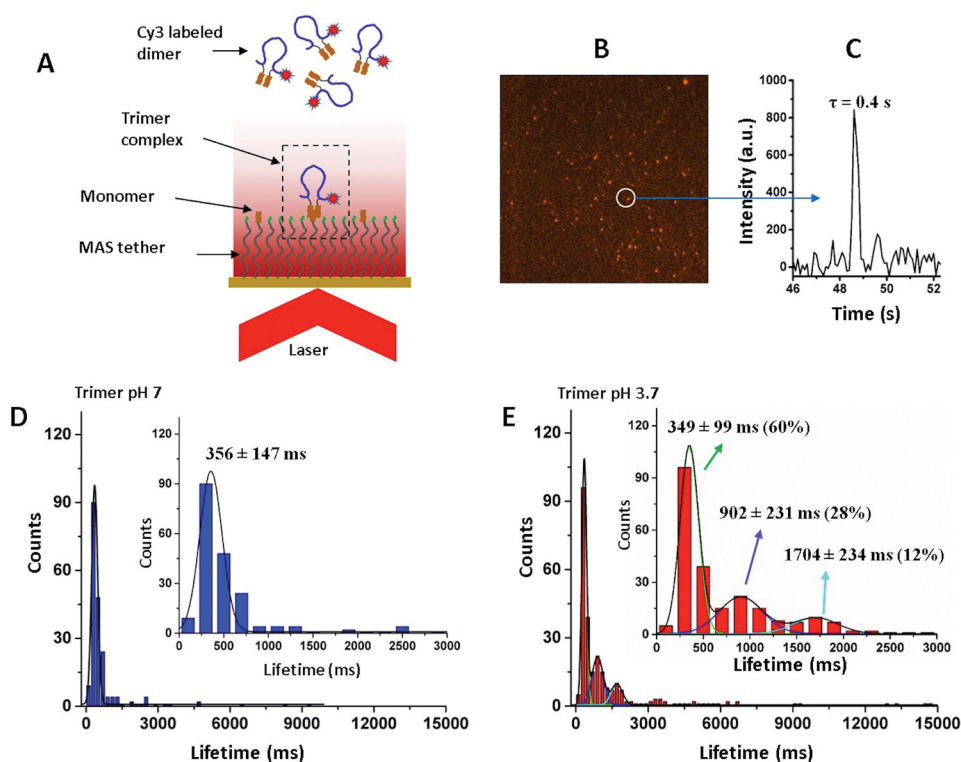 A
Cy3 labeled
dimer
Trimer
complex
Monomer
MAS tether
Laser
B
C
1000
800
600
400
200
0
τ = 0.4 s
Intensity (a.u.)
46 48 50 52
Time (s)
D
Trimer pH 7
120
90
60
30
0
Counts
0 3000 6000 9000 12000 15000
Lifetime (ms)
120
90
60
30
0
Counts
356 ± 147 ms
0 500 1000 1500 2000 2500 3000
Lifetime (ms)
E
Trimer pH 3.7
120
90
60
30
0
Counts
0 3000 6000 9000 12000 15000
Lifetime (ms)
120
90
60
30
0
Counts
349 ± 99 ms (60%)
902 ± 231 ms (28%)
1704 ± 234 ms (12%)
0 500 1000 1500 2000 2500 3000
Lifetime (ms)